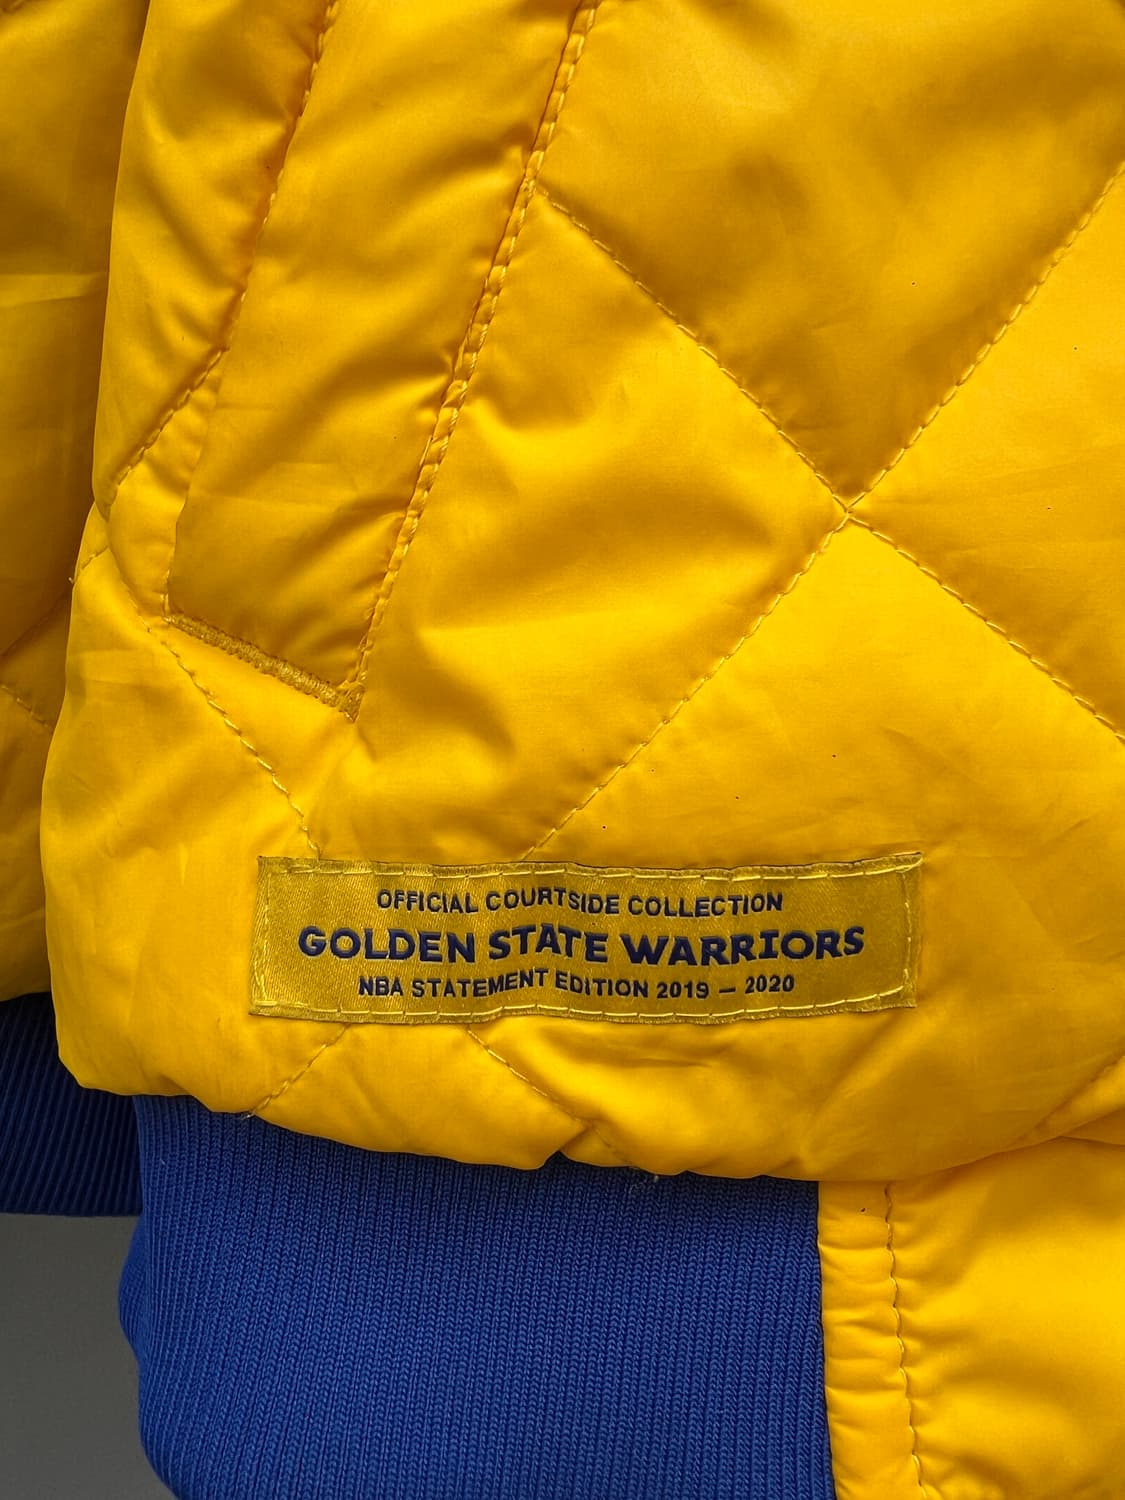 OFFICIAL COURTSIDE COLLECTION
GOLDEN STATE WARRIORS
NBA STATEMENT EDITION 2019 – 2020